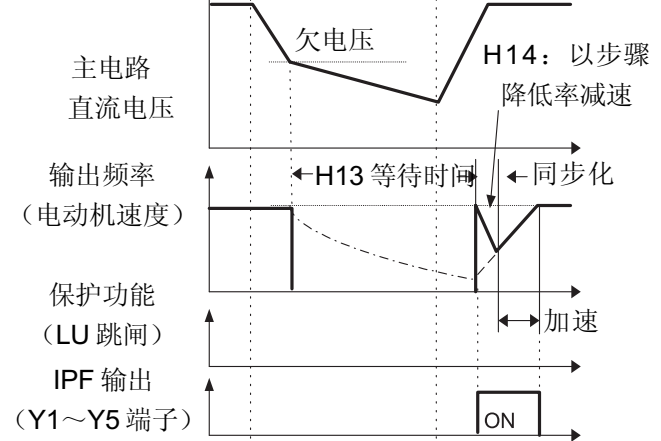 欠电压
主电路
直流电压
H14：以步骤
降低率减速
输出频率
（电动机速度）
H13 等待时间
同步化
保护功能
（LU 跳闸）
加速
IPF 输出
（Y1～Y5 端子）
ON